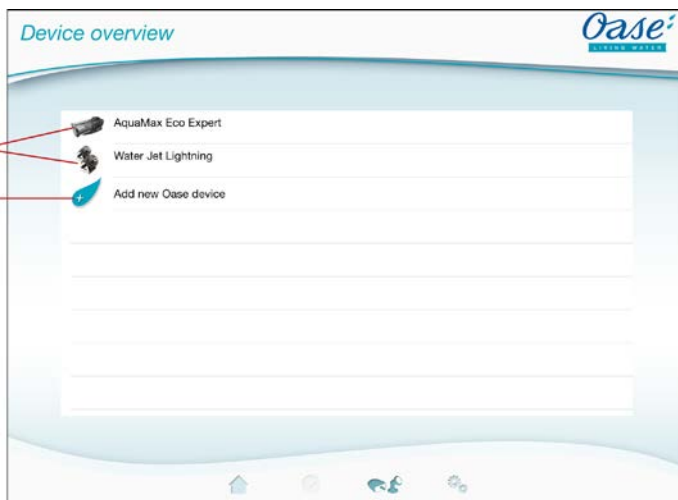 Device overview
Oase
LIVING WATER
AquaMax Eco Expert
Water Jet Lightning
Add new Oase device